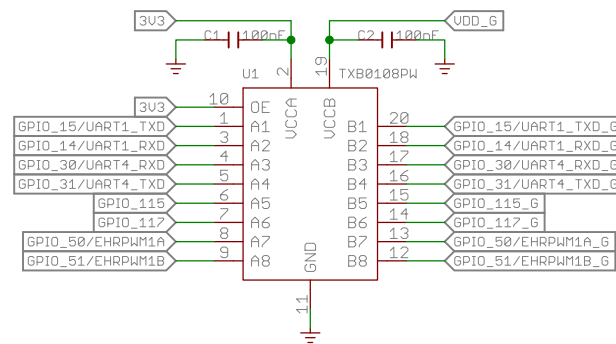 3V3
VDD_G
C1
100nF
C2
100nF
U1
2
19
TXB0108PW
3V3
10
OE
VCCA
VCCB
GPIO_15/UART1_TXD
1
A1
B1
20
GPIO_15/UART1_TXD_G
GPIO_14/UART1_RXD
3
A2
B2
18
GPIO_14/UART1_RXD_G
GPIO_30/UART4_RXD
4
A3
B3
17
GPIO_30/UART4_RXD_G
GPIO_31/UART4_TXD
5
A4
B4
16
GPIO_31/UART4_TXD_G
GPIO_115
6
A5
B5
15
GPIO_115_G
GPIO_117
7
A6
B6
14
GPIO_117_G
GPIO_50/EHRPWM1A
8
A7
B7
13
GPIO_50/EHRPWM1A_G
GPIO_51/EHRPWM1B
9
A8
B8
12
GPIO_51/EHRPWM1B_G
GND
11